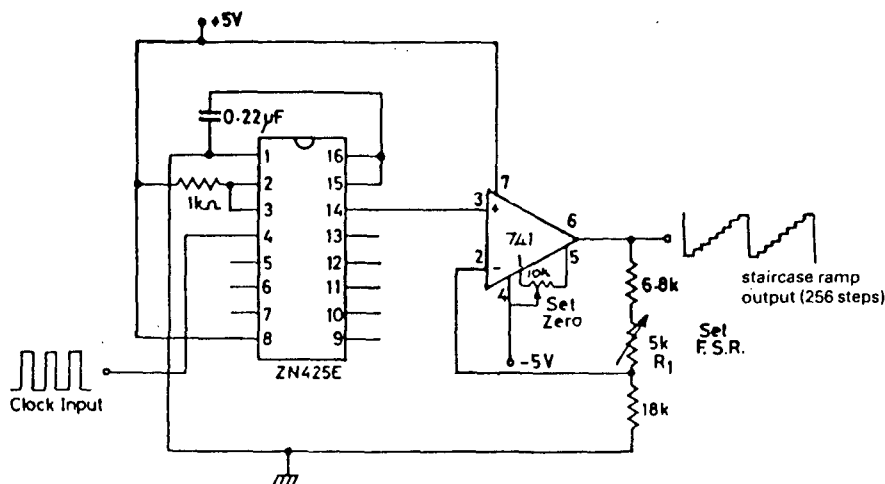 +5V
0.22µF
1 16
2 15
1kΩ
3 14
4 13
5 12
6 11
7 10
8 9
ZN425E
Clock Input
3
+
7
6
741
2
-
10k
5
4
Set
Zero
-5V
6·8k
5k
R1
Set
F.S.R.
18k
staircase ramp
output (256 steps)